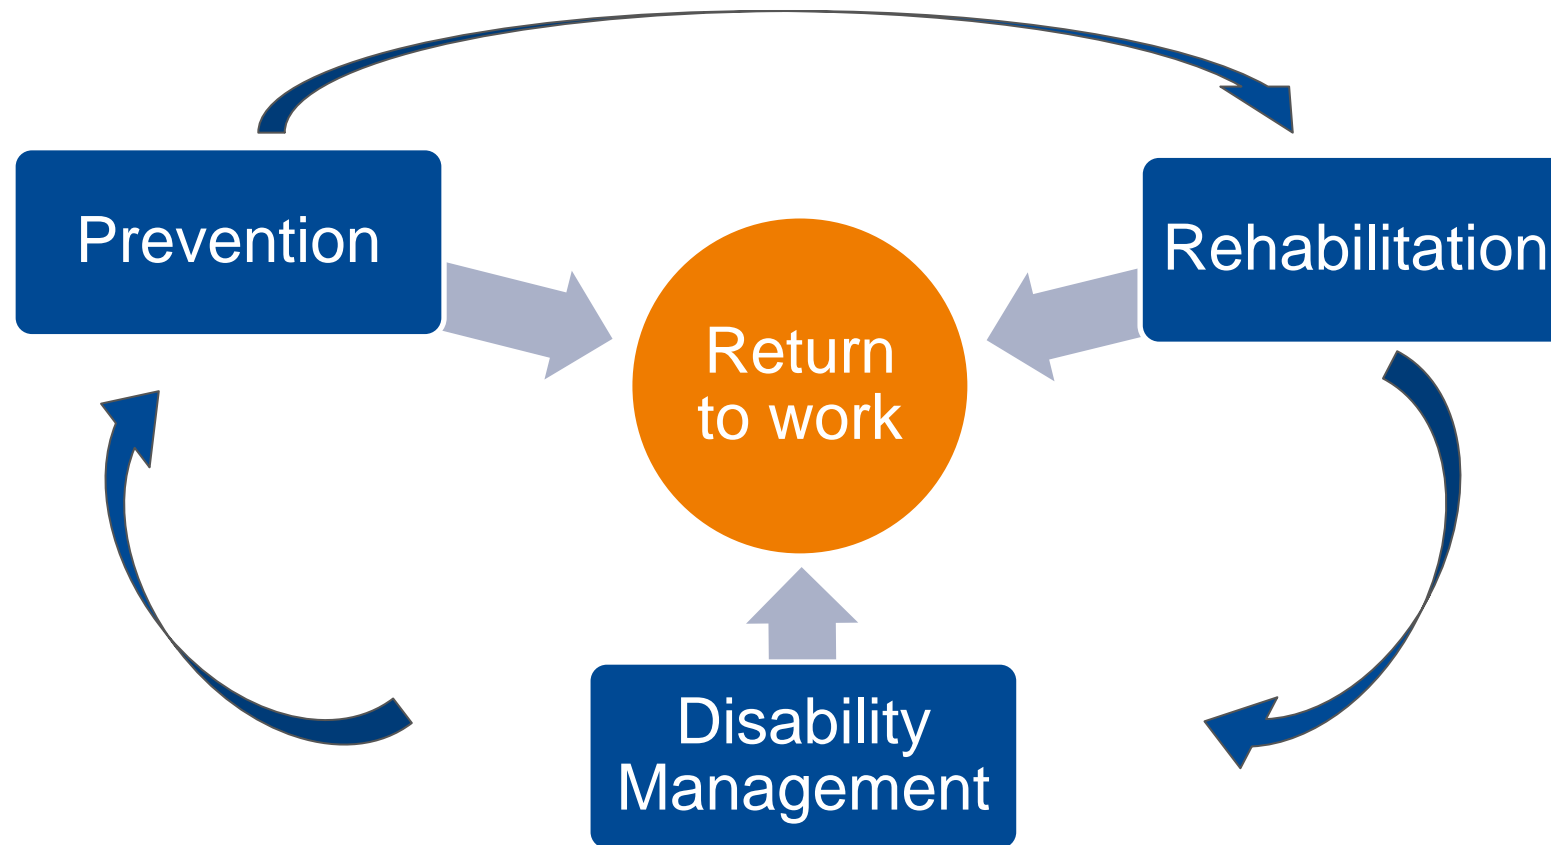 Prevention
Rehabilitation
Return
to work
Disability
Management